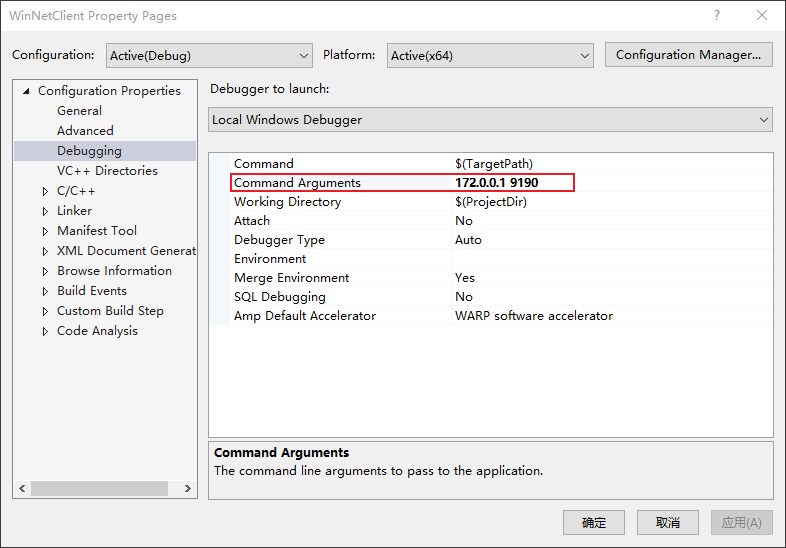 WinNetClient Property Pages
Configuration: Active(Debug) Platform: Active(x64) Configuration Manager...
Configuration Properties
General
Advanced
Debugging
VC++ Directories
C/C++
Linker
Manifest Tool
XML Document Generat
Browse Information
Build Events
Custom Build Step
Code Analysis
Debugger to launch:
Local Windows Debugger
Command $(TargetPath)
Command Arguments 172.0.0.1 9190
Working Directory $(ProjectDir)
Attach No
Debugger Type Auto
Environment
Merge Environment Yes
SQL Debugging No
Amp Default Accelerator WARP software accelerator
Command Arguments
The command line arguments to pass to the application.
确定 取消 应用(A)